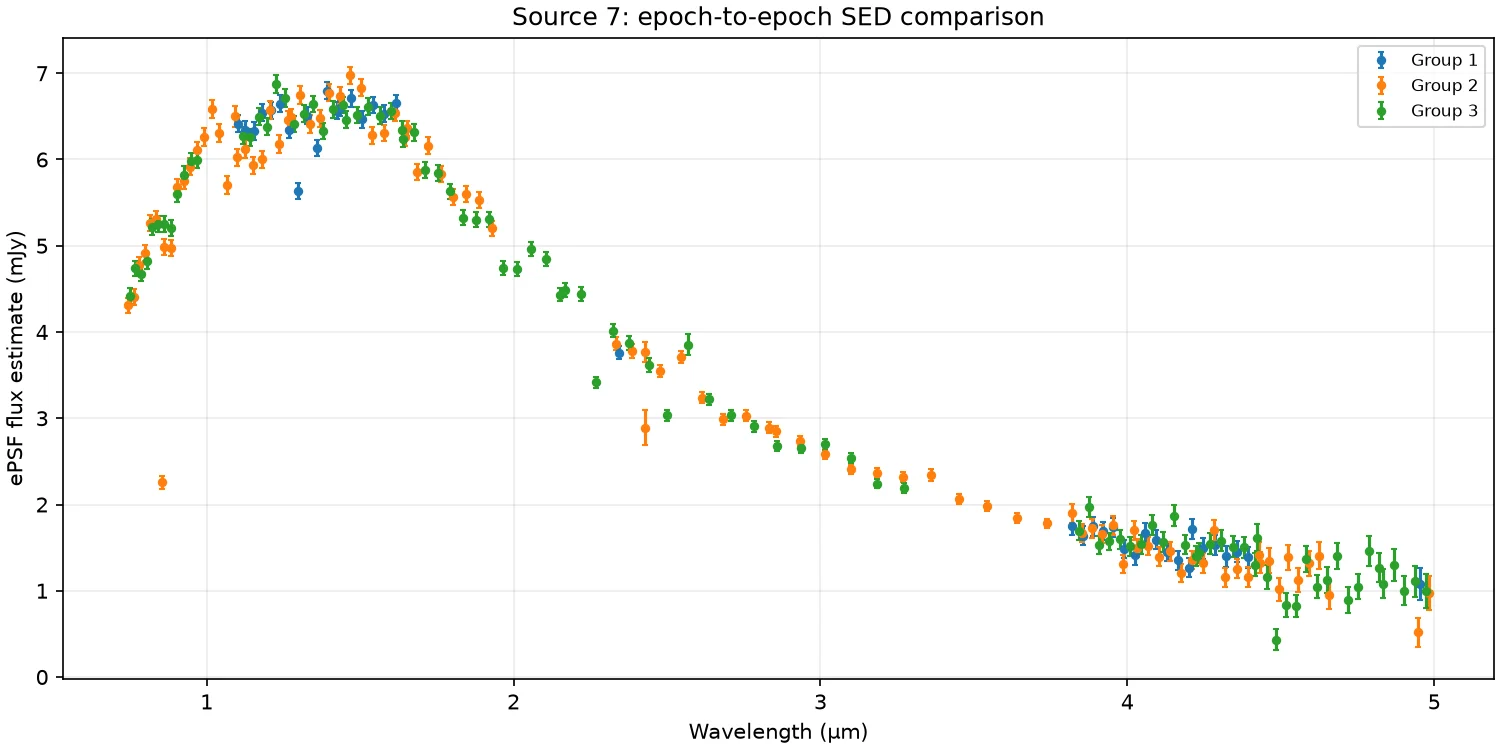 Source 7: epoch-to-epoch SED comparison
Group 1
Group 2
Group 3
ePSF flux estimate (mJy)
7
6
5
4
3
2
1
0
1 2 3 4 5
Wavelength (µm)